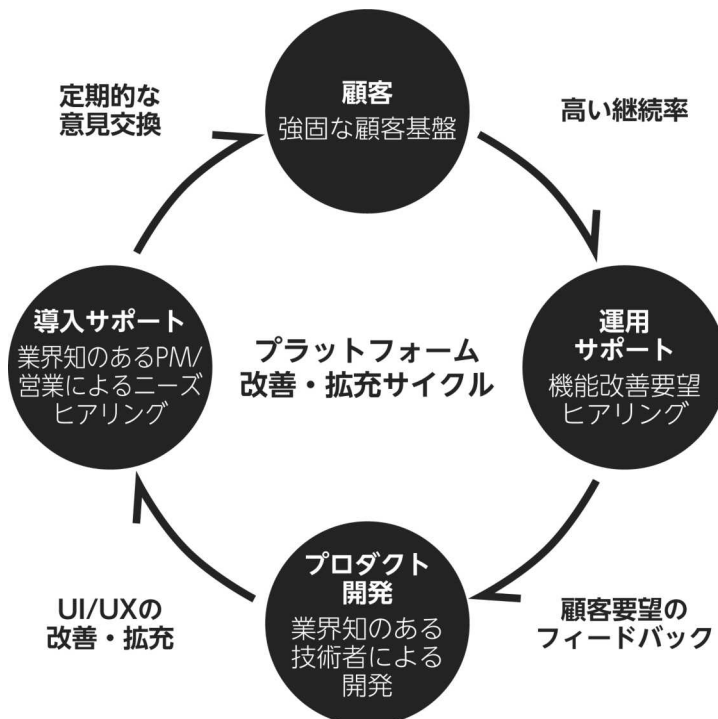 顧客
強固な顧客基盤
高い継続率
運用
サポート
機能改善要望
ヒアリング
顧客要望の
フィードバック
プロダクト
開発
業界知のある
技術者による
開発
UI/UXの
改善・拡充
導入サポート
業界知のあるPM/
営業によるニーズ
ヒアリング
定期的な
意見交換
プラットフォーム
改善・拡充サイクル